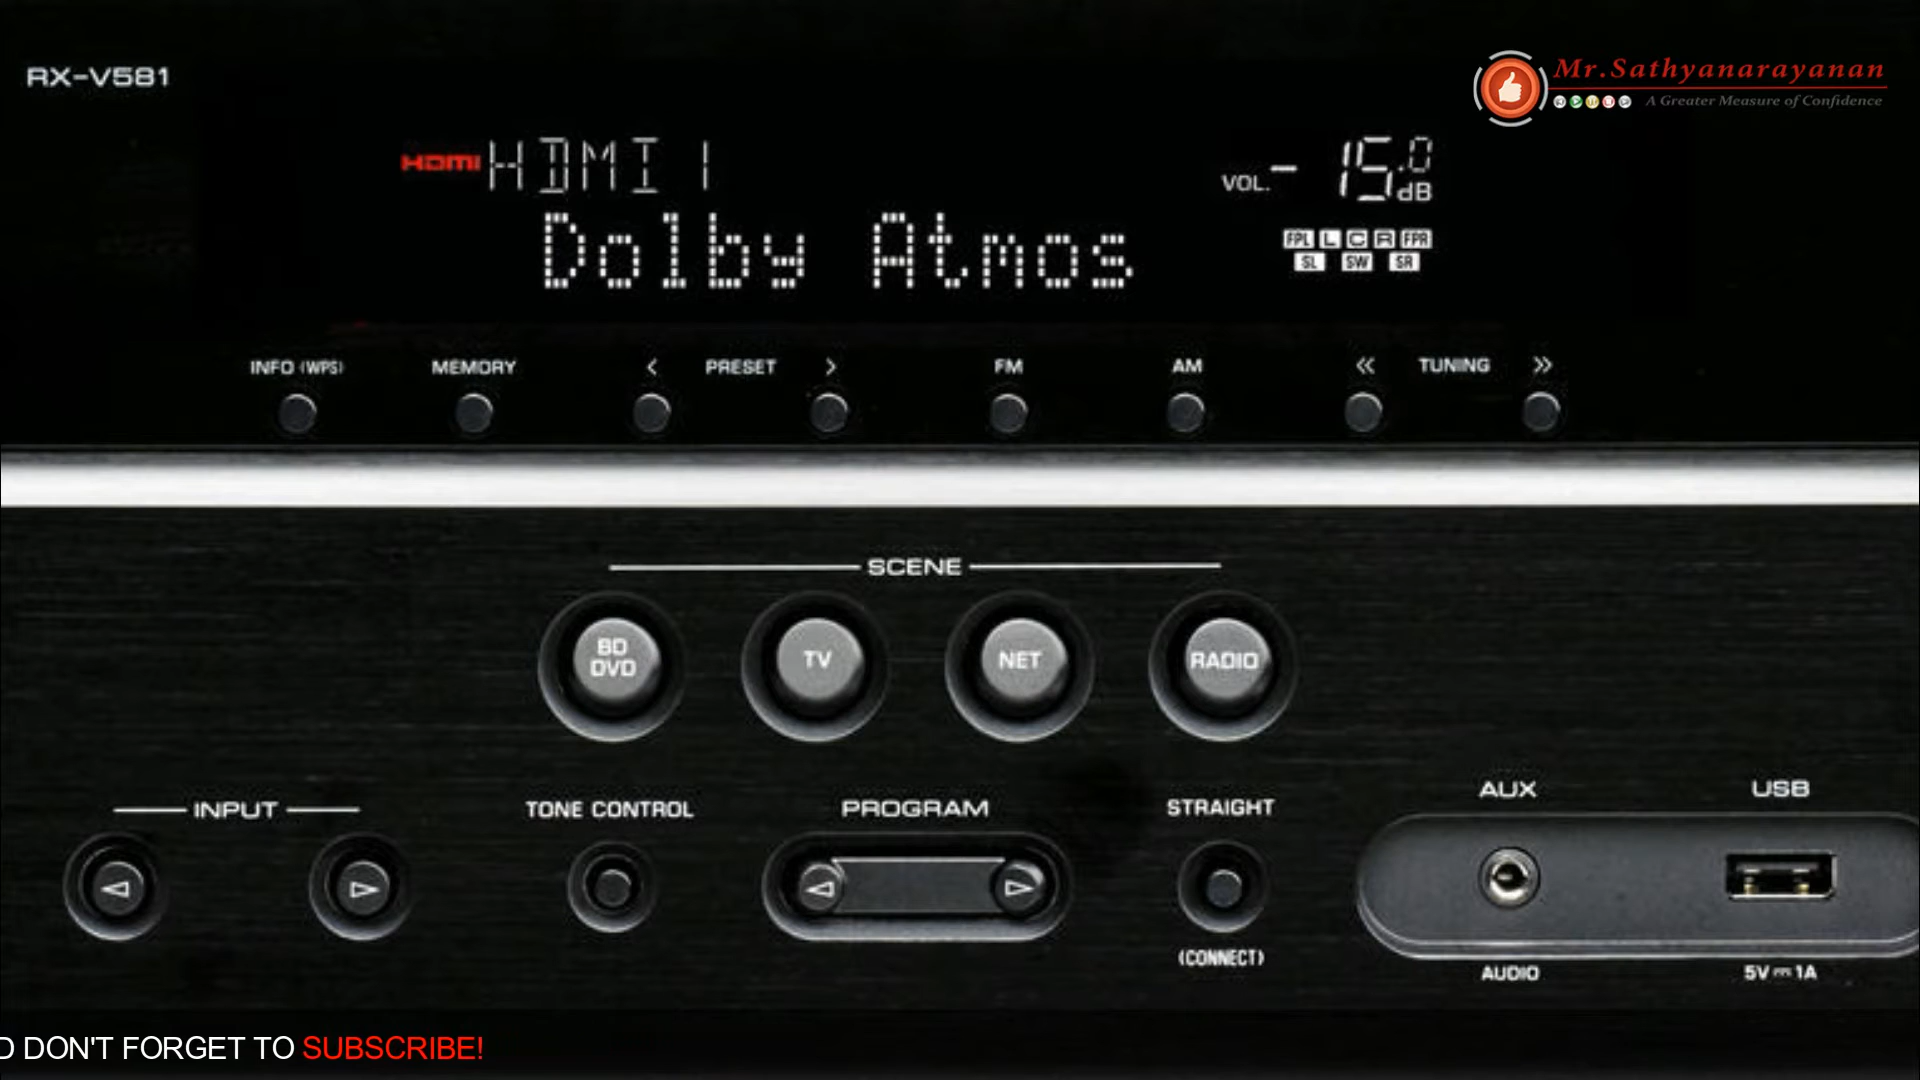 RX-V581
Mr.Sathyanarayanan
A Greater Measure of Confidence
HDMI HDMI 1
VOL. - 15.0 dB
Dolby Atmos
FPL L C R FPR
SL SW SR
INFO (WPS) MEMORY < PRESET > FM AM << TUNING >>
SCENE
BD DVD TV NET RADIO
INPUT TONE CONTROL PROGRAM STRAIGHT AUX USB
(CONNECT) AUDIO 5V⎓1A
D DON'T FORGET TO SUBSCRIBE!